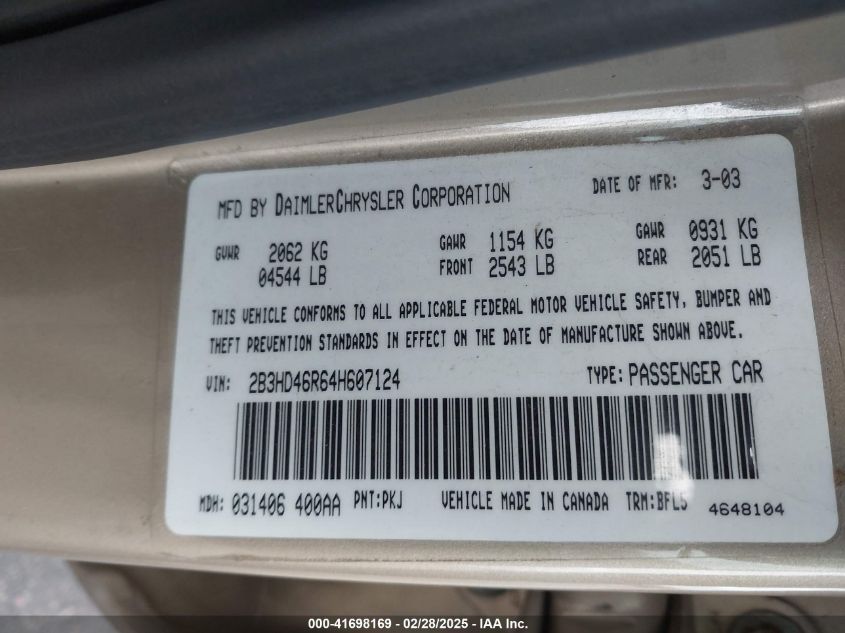 MFD BY DAIMLERCHRYSLER CORPORATION DATE OF MFR: 3-03
GVWR 2062 KG GAWR 1154 KG GAWR 0931 KG
04544 LB FRONT 2543 LB REAR 2051 LB
THIS VEHICLE CONFORMS TO ALL APPLICABLE FEDERAL MOTOR VEHICLE SAFETY, BUMPER AND
THEFT PREVENTION STANDARDS IN EFFECT ON THE DATE OF MANUFACTURE SHOWN ABOVE.
VIN: 2B3HD46R64H607124 TYPE: PASSENGER CAR
MDH: 031406 400AA PNT:PKJ VEHICLE MADE IN CANADA TRM:BFL5 4648104
000-41698169 - 02/28/2025 - IAA Inc.